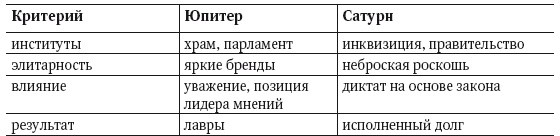 Критерий Юпитер Сатурн
институты храм, парламент инквизиция, правительство
элитарность яркие бренды неброская роскошь
влияние уважение, позиция диктат на основе закона
лидера мнений
результат лавры исполненный долг